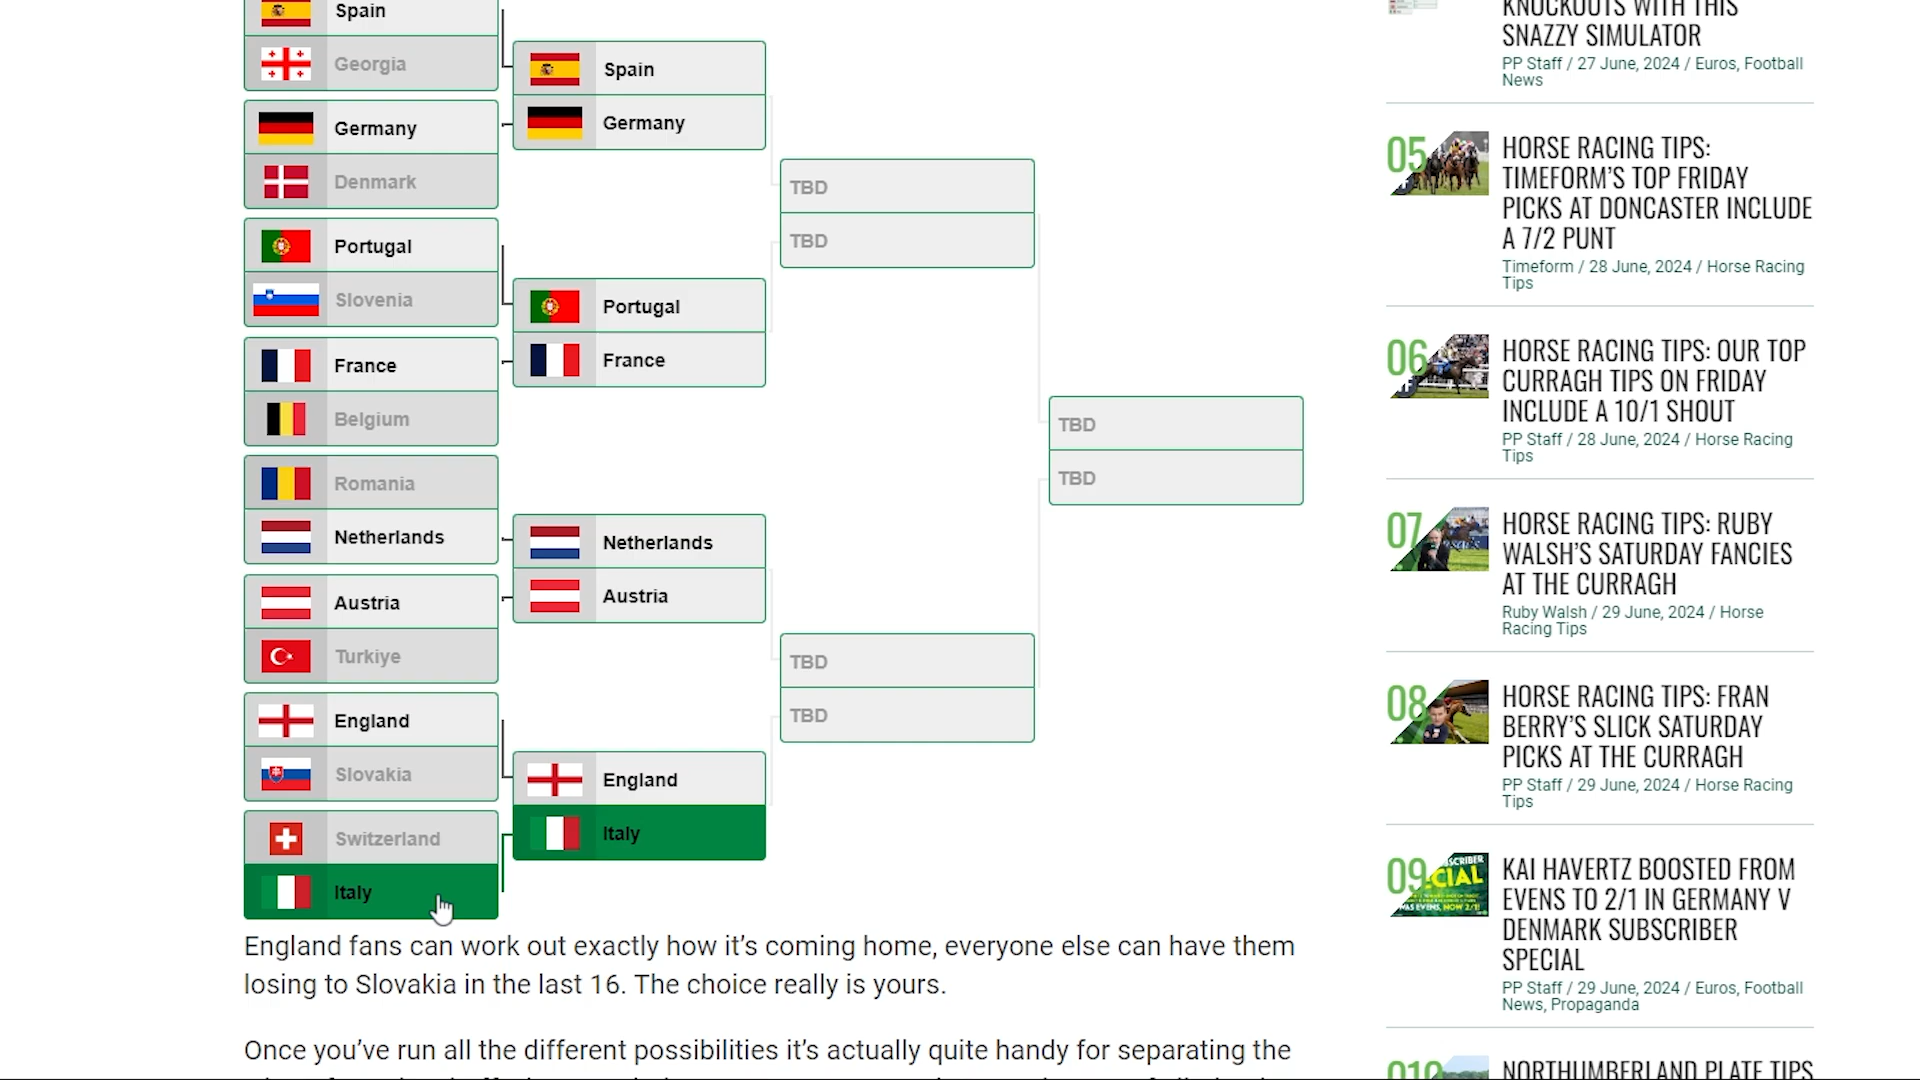 Spain
Georgia
Spain
Germany
Germany
Denmark
TBD
TBD
Portugal
Slovenia
Portugal
France
France
Belgium
TBD
TBD
Romania
Netherlands
Netherlands
Austria
Austria
Turkiye
TBD
TBD
England
Slovakia
England
Italy
Switzerland
Italy
England fans can work out exactly how it’s coming home, everyone else can have them
losing to Slovakia in the last 16. The choice really is yours.
Once you’ve run all the different possibilities it’s actually quite handy for separating the
KNOCKOUTS WITH THIS
SNAZZY SIMULATOR
PP Staff / 27 June, 2024 / Euros, Football
News
05
HORSE RACING TIPS:
TIMEFORM’S TOP FRIDAY
PICKS AT DONCASTER INCLUDE
A 7/2 PUNT
Timeform / 28 June, 2024 / Horse Racing
Tips
06
HORSE RACING TIPS: OUR TOP
CURRAGH TIPS ON FRIDAY
INCLUDE A 10/1 SHOUT
PP Staff / 28 June, 2024 / Horse Racing
Tips
07
HORSE RACING TIPS: RUBY
WALSH’S SATURDAY FANCIES
AT THE CURRAGH
Ruby Walsh / 29 June, 2024 / Horse
Racing Tips
08
HORSE RACING TIPS: FRAN
BERRY’S SLICK SATURDAY
PICKS AT THE CURRAGH
PP Staff / 29 June, 2024 / Horse Racing
Tips
09
KAI HAVERTZ BOOSTED FROM
EVENS TO 2/1 IN GERMANY V
DENMARK SUBSCRIBER
SPECIAL
PP Staff / 29 June, 2024 / Euros, Football
News, Propaganda
010
NORTHUMBERLAND PLATE TIPS